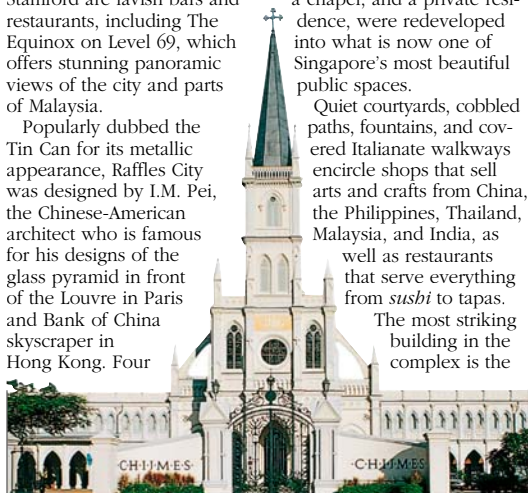 Stamford are lavish bars and
restaurants, including The
Equinox on Level 69, which
offers stunning panoramic
views of the city and parts
of Malaysia.
Popularly dubbed the
Tin Can for its metallic
appearance, Raffles City
was designed by I.M. Pei,
the Chinese-American
architect who is famous
for his designs of the
glass pyramid in front
of the Louvre in Paris
and Bank of China
skyscraper in
Hong Kong. Four
a chapel, and a private resi-
dence, were redeveloped
into what is now one of
Singapore's most beautiful
public spaces.
Quiet courtyards, cobbled
paths, fountains, and cov-
ered Italianate walkways
encircle shops that sell
arts and crafts from China,
the Philippines, Thailand,
Malaysia, and India, as
well as restaurants
that serve everything
from sushi to tapas.
The most striking
building in the
complex is the
CHIJMES
CHIJMES